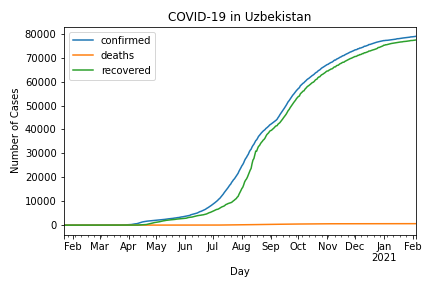 COVID-19 in Uzbekistan
confirmed
deaths
recovered
Number of Cases
80000
70000
60000
50000
40000
30000
20000
10000
0
Feb Mar Apr May Jun Jul Aug Sep Oct Nov Dec Jan Feb
2021
Day